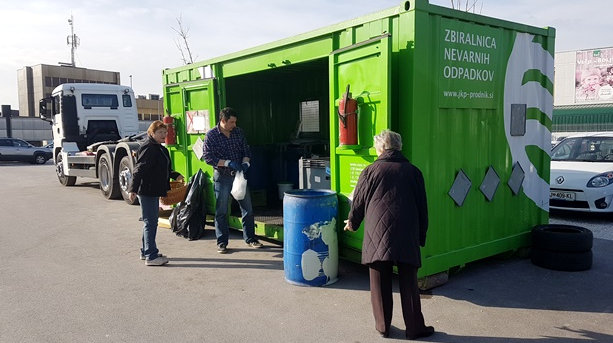 ZBIRALNICA
NEVARNIH
ODPADKOV
www.jkp-prodnik.si